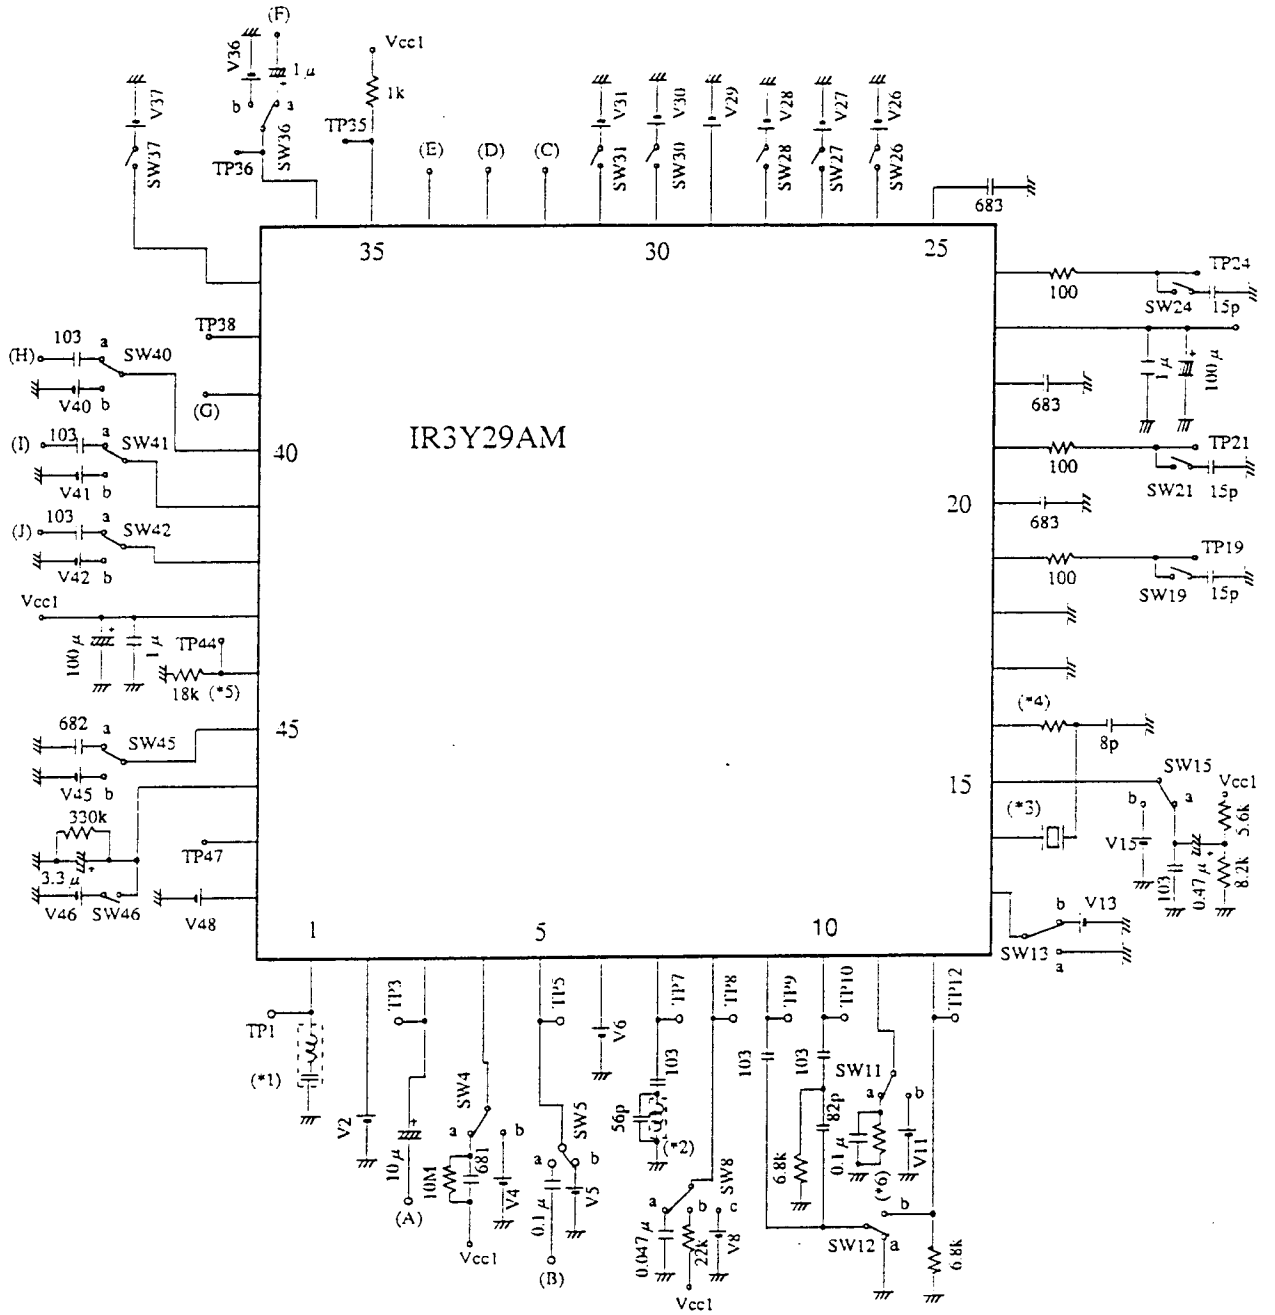 (F)
V36
1μ
b
a
Vcc1
1k
TP35
SW36
TP36
V37
SW37
(E)
(D)
(C)
V31
V30
V29
V28
V27
V26
SW31
SW30
SW28
SW27
SW26
683
35
30
25
TP24
100
SW24
15p
1μ
100μ
683
TP21
100
SW21
15p
20
683
TP19
100
SW19
15p
TP38
(H)
103
a
SW40
V40
b
(G)
IR3Y29AM
(I)
103
a
SW41
40
V41
b
(J)
103
a
SW42
V42
b
Vcc1
100μ
1μ
TP44
18k
(*5)
682
a
SW45
45
V45
b
330k
3.3μ
V46
SW46
TP47
V48
(*4)
8p
15
SW15
Vcc1
b
a
5.6k
(*3)
V15
103
0.47μ
8.2k
b
V13
SW13
a
1
5
10
TP1
(*1)
V2
TP3
10μ
(A)
SW4
a
b
10M
681
V4
Vcc1
TP5
SW5
a
b
0.1μ
V5
(B)
V6
TP7
103
56p
(*2)
TP8
SW8
a
b
c
0.047μ
22k
V8
Vcc1
TP9
103
TP10
103
82p
6.8k
SW11
a
b
0.1μ
V11
(*6)
b
SW12
a
TP12
6.8k